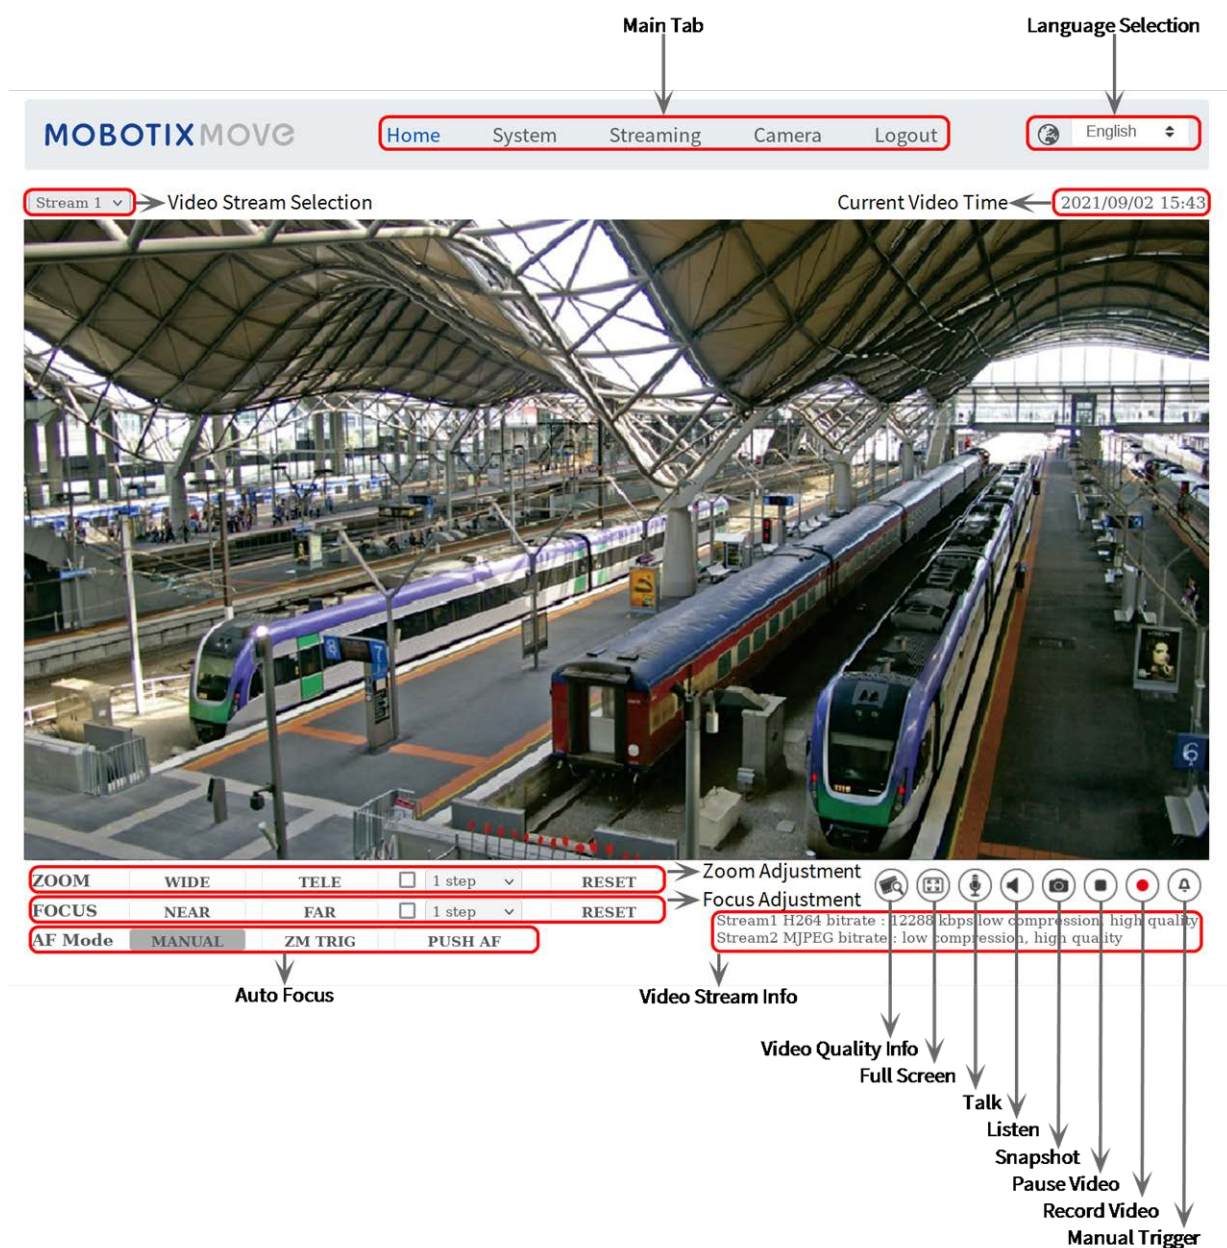 Main Tab
Language Selection
MOBOTIX MOVE
Home System Streaming Camera Logout
English
Stream 1
Video Stream Selection
Current Video Time
2021/09/02 15:43
6
ZOOM WIDE TELE 1 step RESET
Zoom Adjustment
FOCUS NEAR FAR 1 step RESET
Focus Adjustment
Stream1 H264 bitrate : 12288 kbps low compression, high quality
AF Mode MANUAL ZM TRIG PUSH AF
Stream2 MJPEG bitrate : low compression, high quality
Auto Focus
Video Stream Info
Video Quality Info
Full Screen
Talk
Listen
Snapshot
Pause Video
Record Video
Manual Trigger